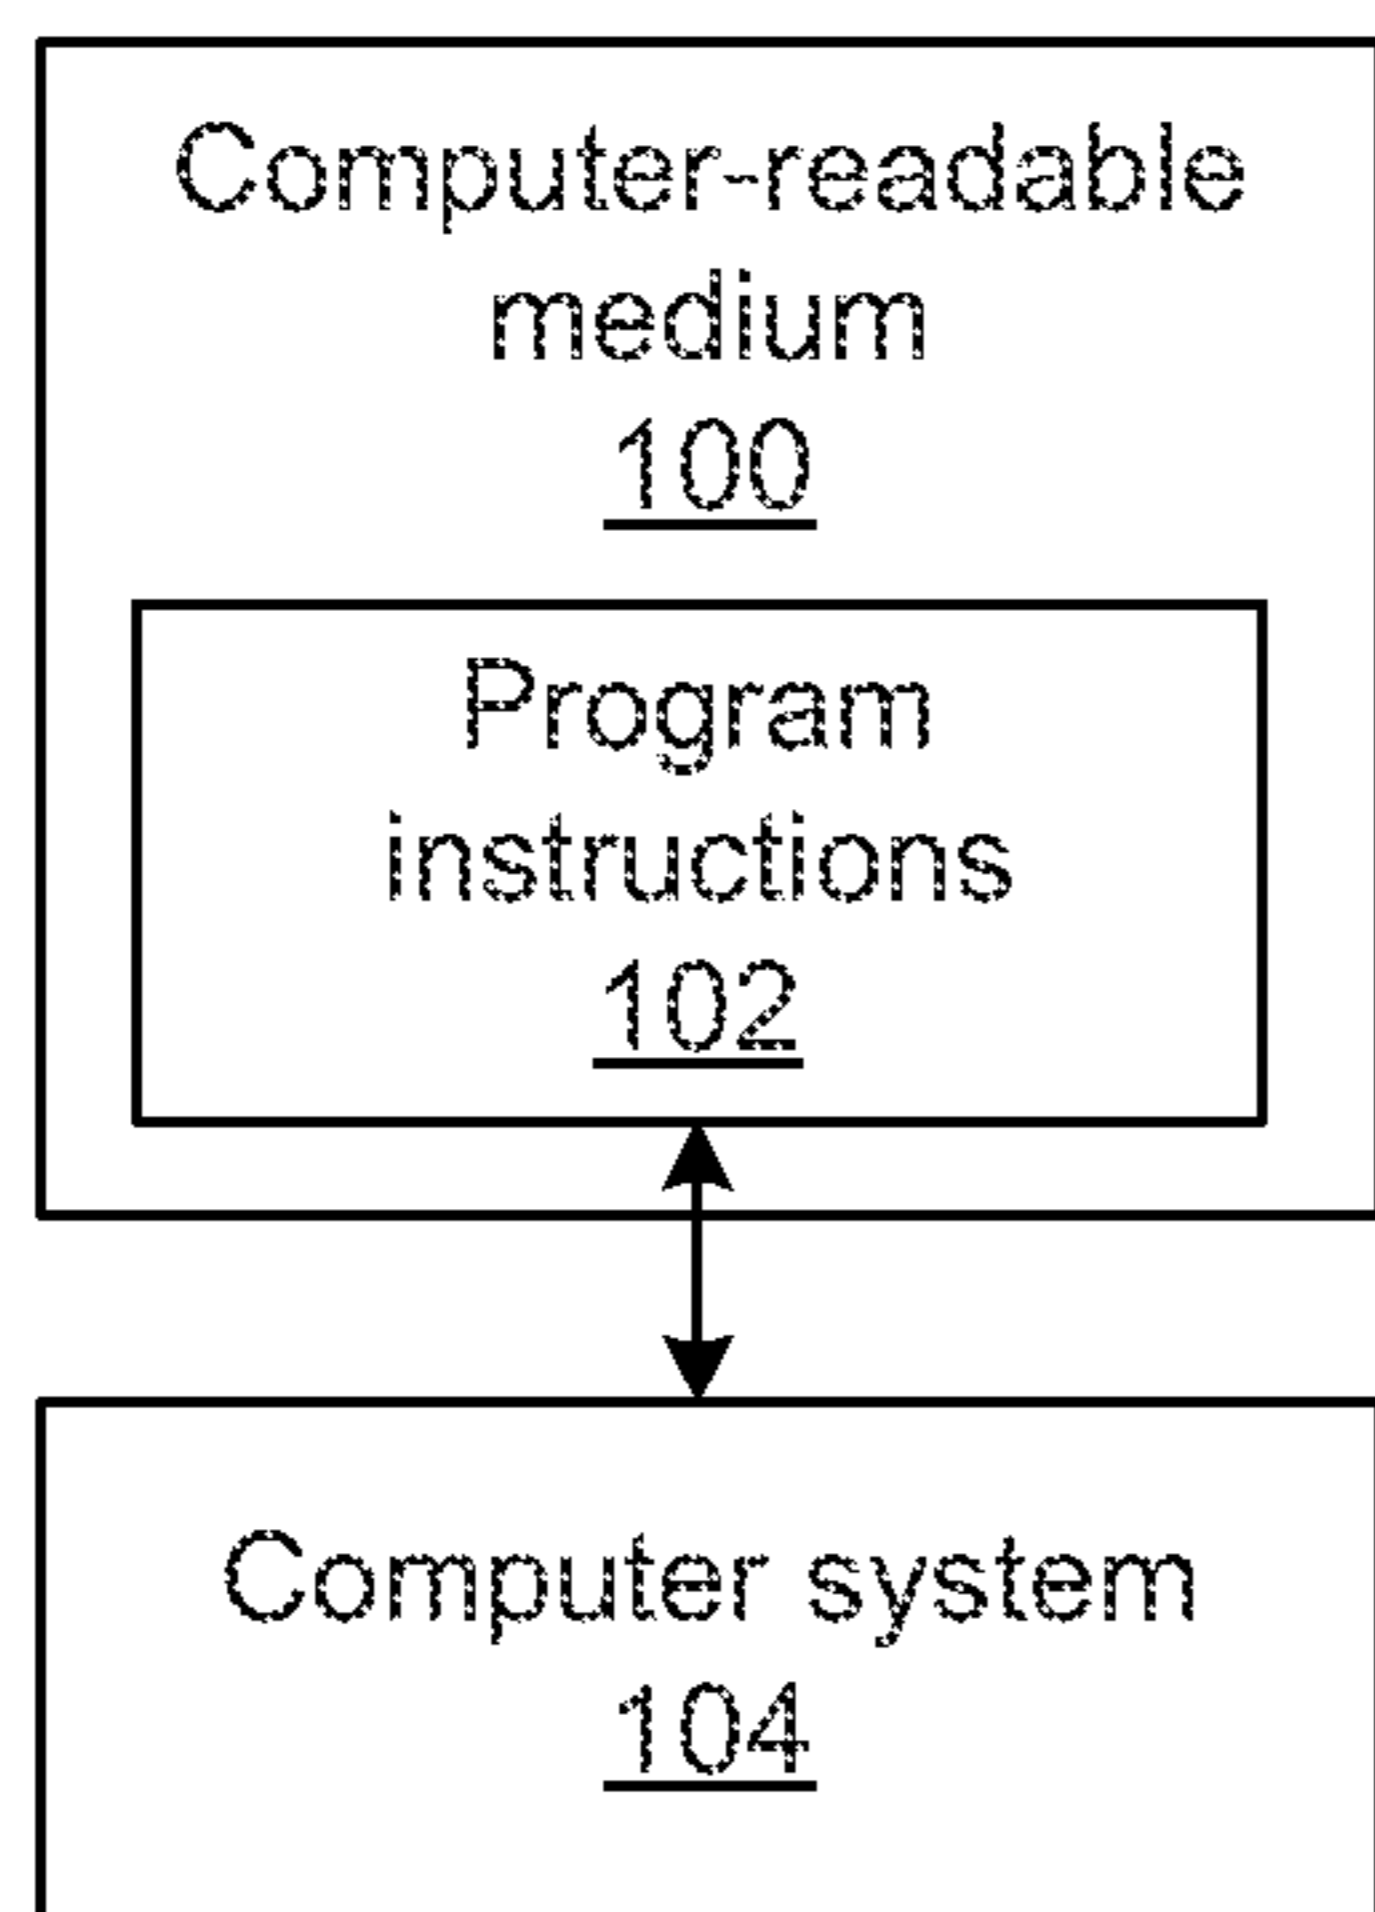 Computer-readable
medium
100
Program
instructions
102
Computer system
104